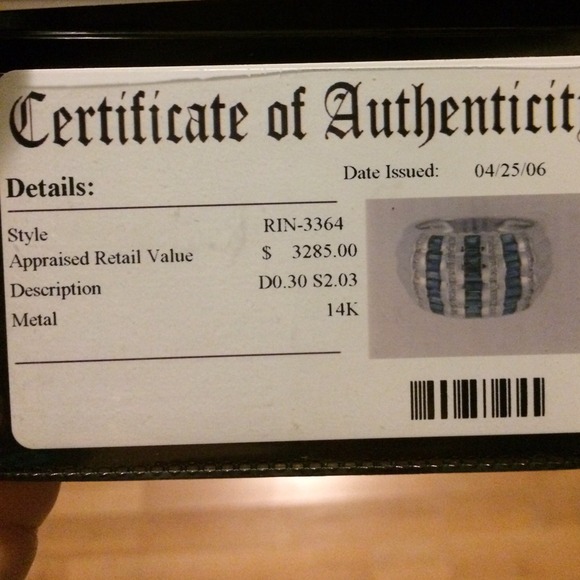 Certificate of Authenticity
Date Issued: 04/25/06
Details:
Style RIN-3364
Appraised Retail Value $ 3285.00
Description D0.30 S2.03
Metal 14K